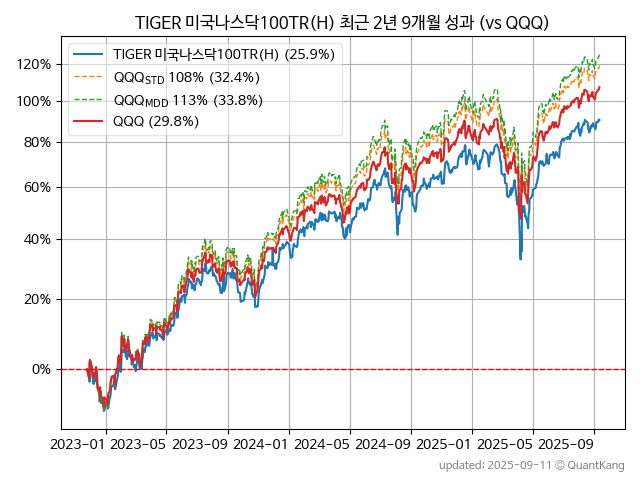 TIGER 미국나스닥100TR(H) 최근 2년 9개월 성과 (vs QQQ)
TIGER 미국나스닥100TR(H) (25.9%)
QQQSTD 108% (32.4%)
QQQMDD 113% (33.8%)
QQQ (29.8%)
120%
100%
80%
60%
40%
20%
0%
2023-01 2023-05 2023-09 2024-01 2024-05 2024-09 2025-01 2025-05 2025-09
updated: 2025-09-11 © QuantKang